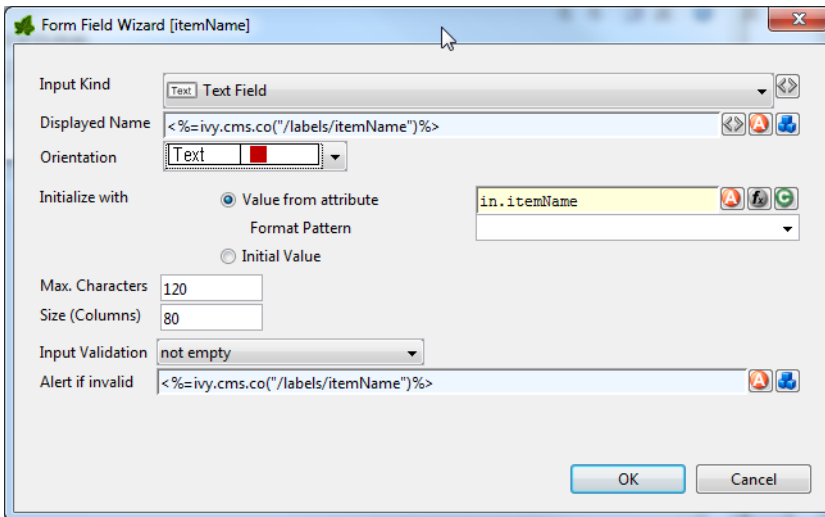 Form Field Wizard [itemName]
Input Kind Text Text Field
Displayed Name <%=ivy.cms.co("/labels/itemName")%>
Orientation Text
Initialize with Value from attribute in.itemName
Format Pattern
Initial Value
Max. Characters 120
Size (Columns) 80
Input Validation not empty
Alert if invalid <%=ivy.cms.co("/labels/itemName")%>
OK Cancel